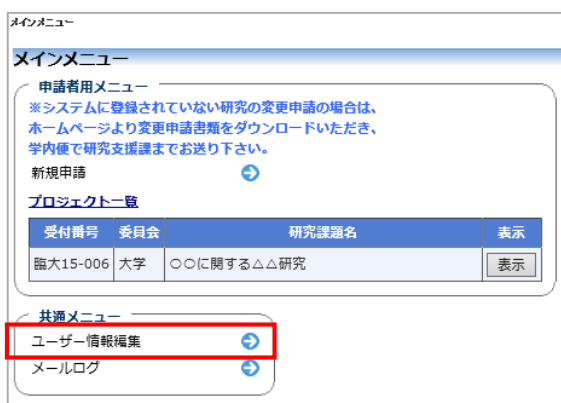 メインメニュー
メインメニュー
申請者用メニュー
※システムに登録されていない研究の変更申請の場合は、
ホームページより変更申請書類をダウンロードいただき、
学内便で研究支援課までお送り下さい。
新規申請
プロジェクト一覧
受付番号 委員会 研究課題名 表示
臨大15-006 大学 〇〇に関する△△研究 表示
共通メニュー
ユーザー情報編集
メールログ